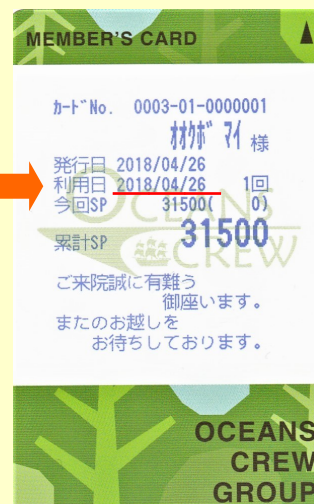 MEMBER'S CARD
ｶｰﾄﾞNo. 0003-01-0000001
ｵｵｸﾎﾞ ﾏｲ 様
発行日 2018/04/26
利用日 2018/04/26 1回
今回SP 31500( 0)
累計SP 31500
OCEANS
CREW
ご来院誠に有難う
御座います。
またのお越しを
お待ちしております。
OCEANS
CREW
GROUP